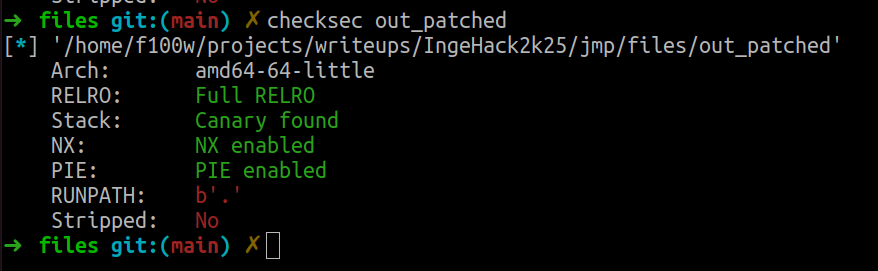 Stripped: No
➜ files git:(main) ✗ checksec out_patched
[*] '/home/f100w/projects/writeups/IngeHack2k25/jmp/files/out_patched'
Arch: amd64-64-little
RELRO: Full RELRO
Stack: Canary found
NX: NX enabled
PIE: PIE enabled
RUNPATH: b'.'
Stripped: No
➜ files git:(main) ✗